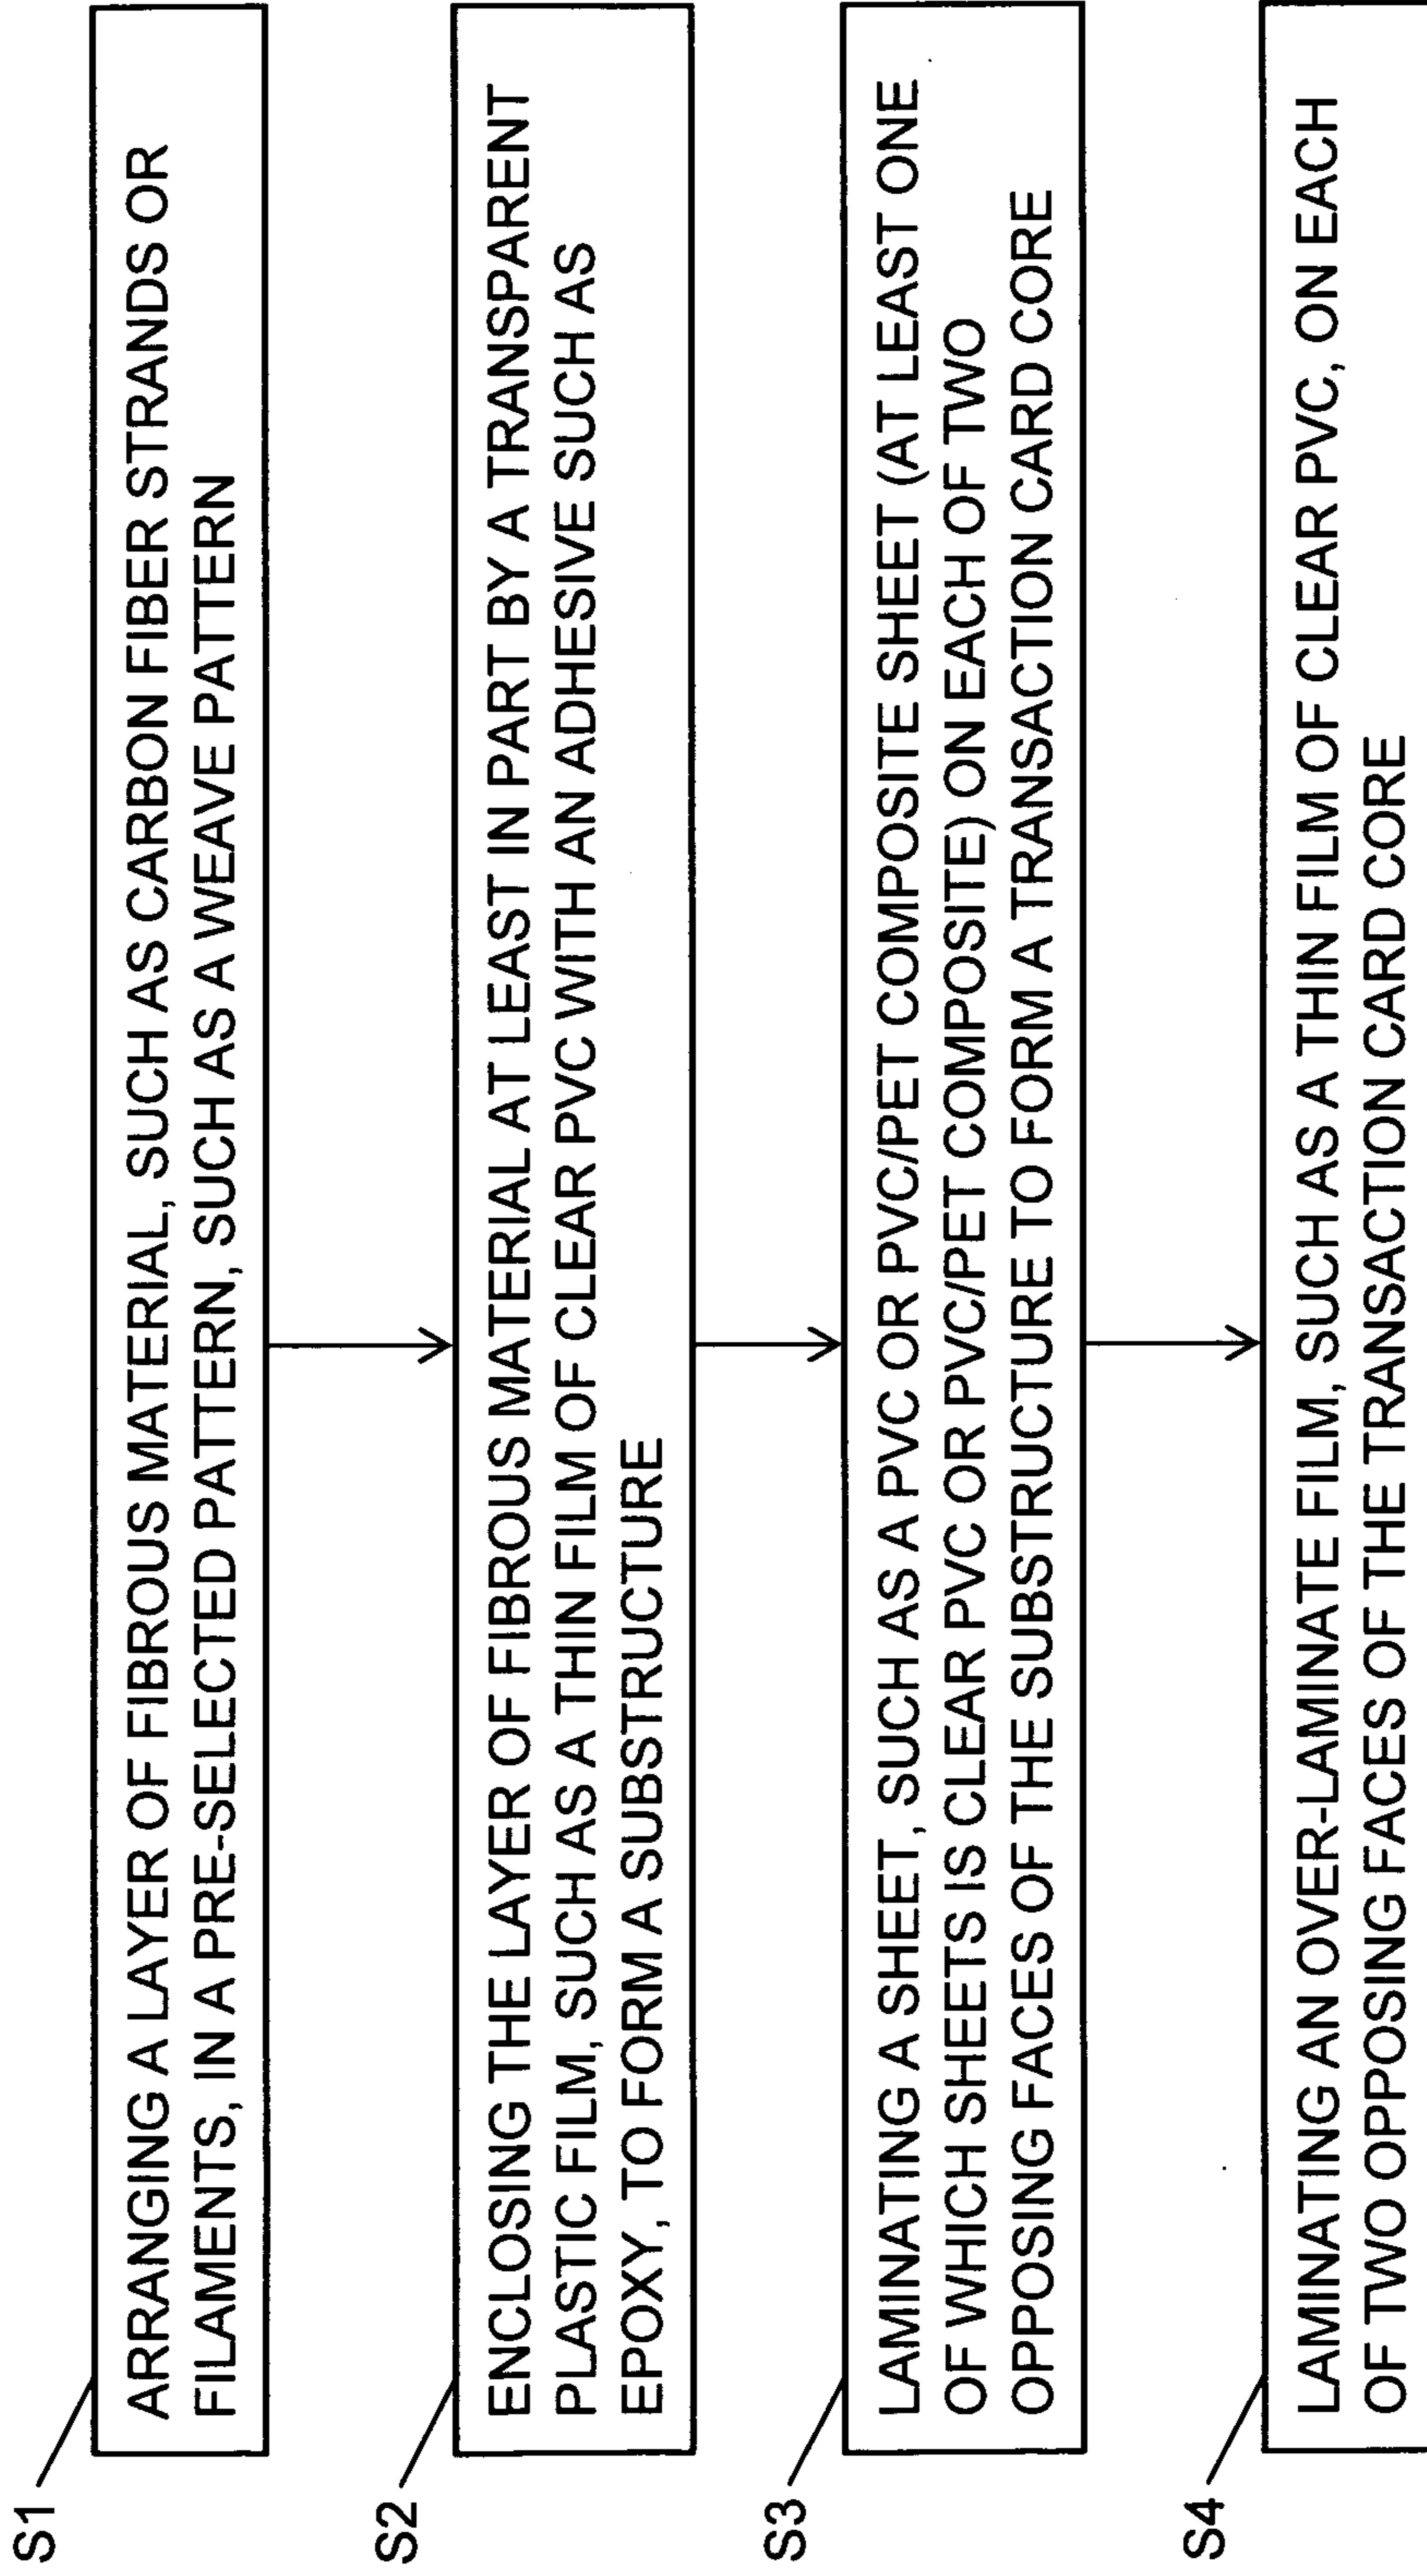 S1
ARRANGING A LAYER OF FIBROUS MATERIAL, SUCH AS CARBON FIBER STRANDS OR
FILAMENTS, IN A PRE-SELECTED PATTERN, SUCH AS A WEAVE PATTERN
S2
ENCLOSING THE LAYER OF FIBROUS MATERIAL AT LEAST IN PART BY A TRANSPARENT
PLASTIC FILM, SUCH AS A THIN FILM OF CLEAR PVC WITH AN ADHESIVE SUCH AS
EPOXY, TO FORM A SUBSTRUCTURE
S3
LAMINATING A SHEET, SUCH AS A PVC OR PVC/PET COMPOSITE SHEET (AT LEAST ONE
OF WHICH SHEETS IS CLEAR PVC OR PVC/PET COMPOSITE) ON EACH OF TWO
OPPOSING FACES OF THE SUBSTRUCTURE TO FORM A TRANSACTION CARD CORE
S4
LAMINATING AN OVER-LAMINATE FILM, SUCH AS A THIN FILM OF CLEAR PVC, ON EACH
OF TWO OPPOSING FACES OF THE TRANSACTION CARD CORE